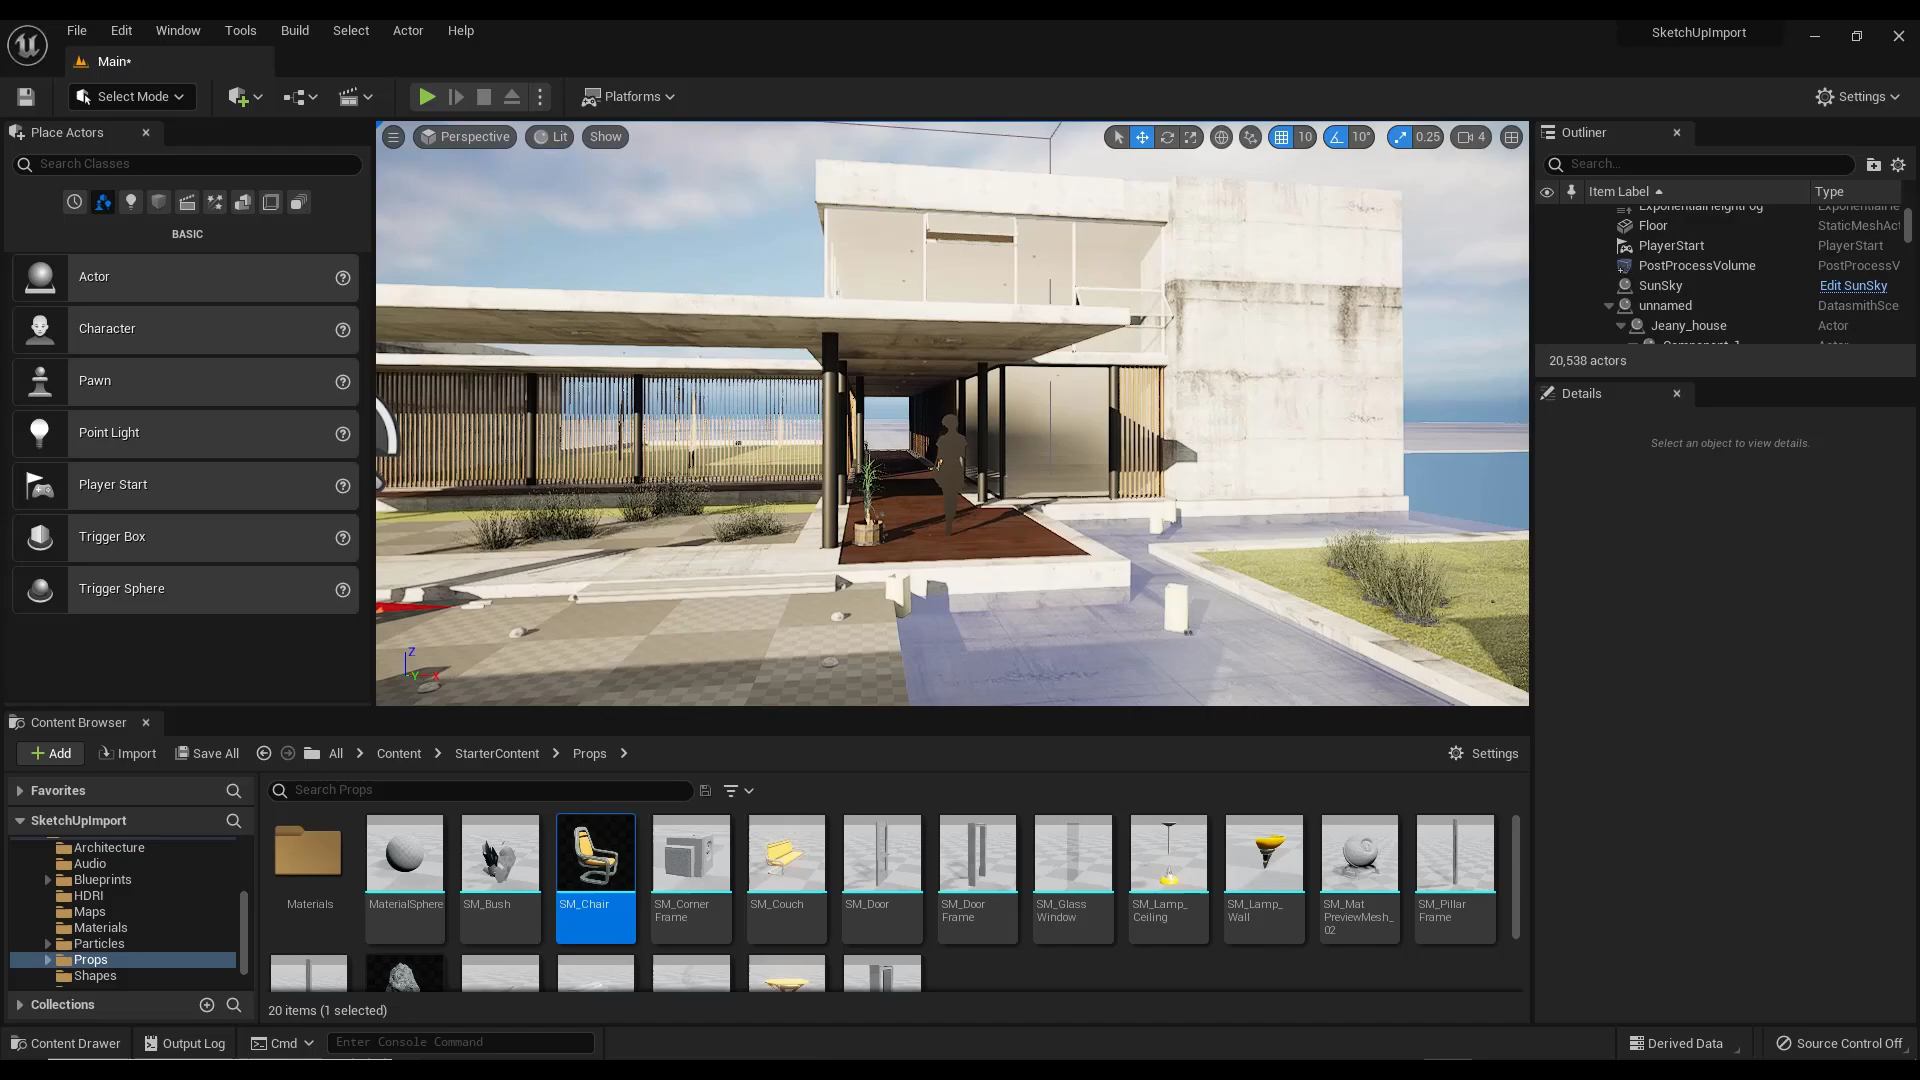 File Edit Window Tools Build Select Actor Help
SketchUpImport
Main*
Select Mode
Platforms
Settings
Place Actors
Search Classes
BASIC
Actor
Character
Pawn
Point Light
Player Start
Trigger Box
Trigger Sphere
Perspective Lit Show
10 10° 0.25 4
Outliner
Search...
Item Label Type
ExponentialHeightFog ExponentialHe
Floor StaticMeshAct
PlayerStart PlayerStart
PostProcessVolume PostProcessV
SunSky Edit SunSky
unnamed DatasmithSce
Jeany_house Actor
20,538 actors
Details
Select an object to view details.
Z
Y X
Content Browser
Add Import Save All All Content StarterContent Props Settings
Favorites
SketchUpImport
Architecture
Audio
Blueprints
HDRI
Maps
Materials
Particles
Props
Shapes
Collections
Search Props
Materials
MaterialSphere
SM_Bush
SM_Chair
SM_Corner
Frame
SM_Couch
SM_Door
SM_Door
Frame
SM_Glass
Window
SM_Lamp_
Ceiling
SM_Lamp_
Wall
SM_Mat
PreviewMesh_
02
SM_Pillar
Frame
20 items (1 selected)
Content Drawer Output Log Cmd Enter Console Command Derived Data Source Control Off